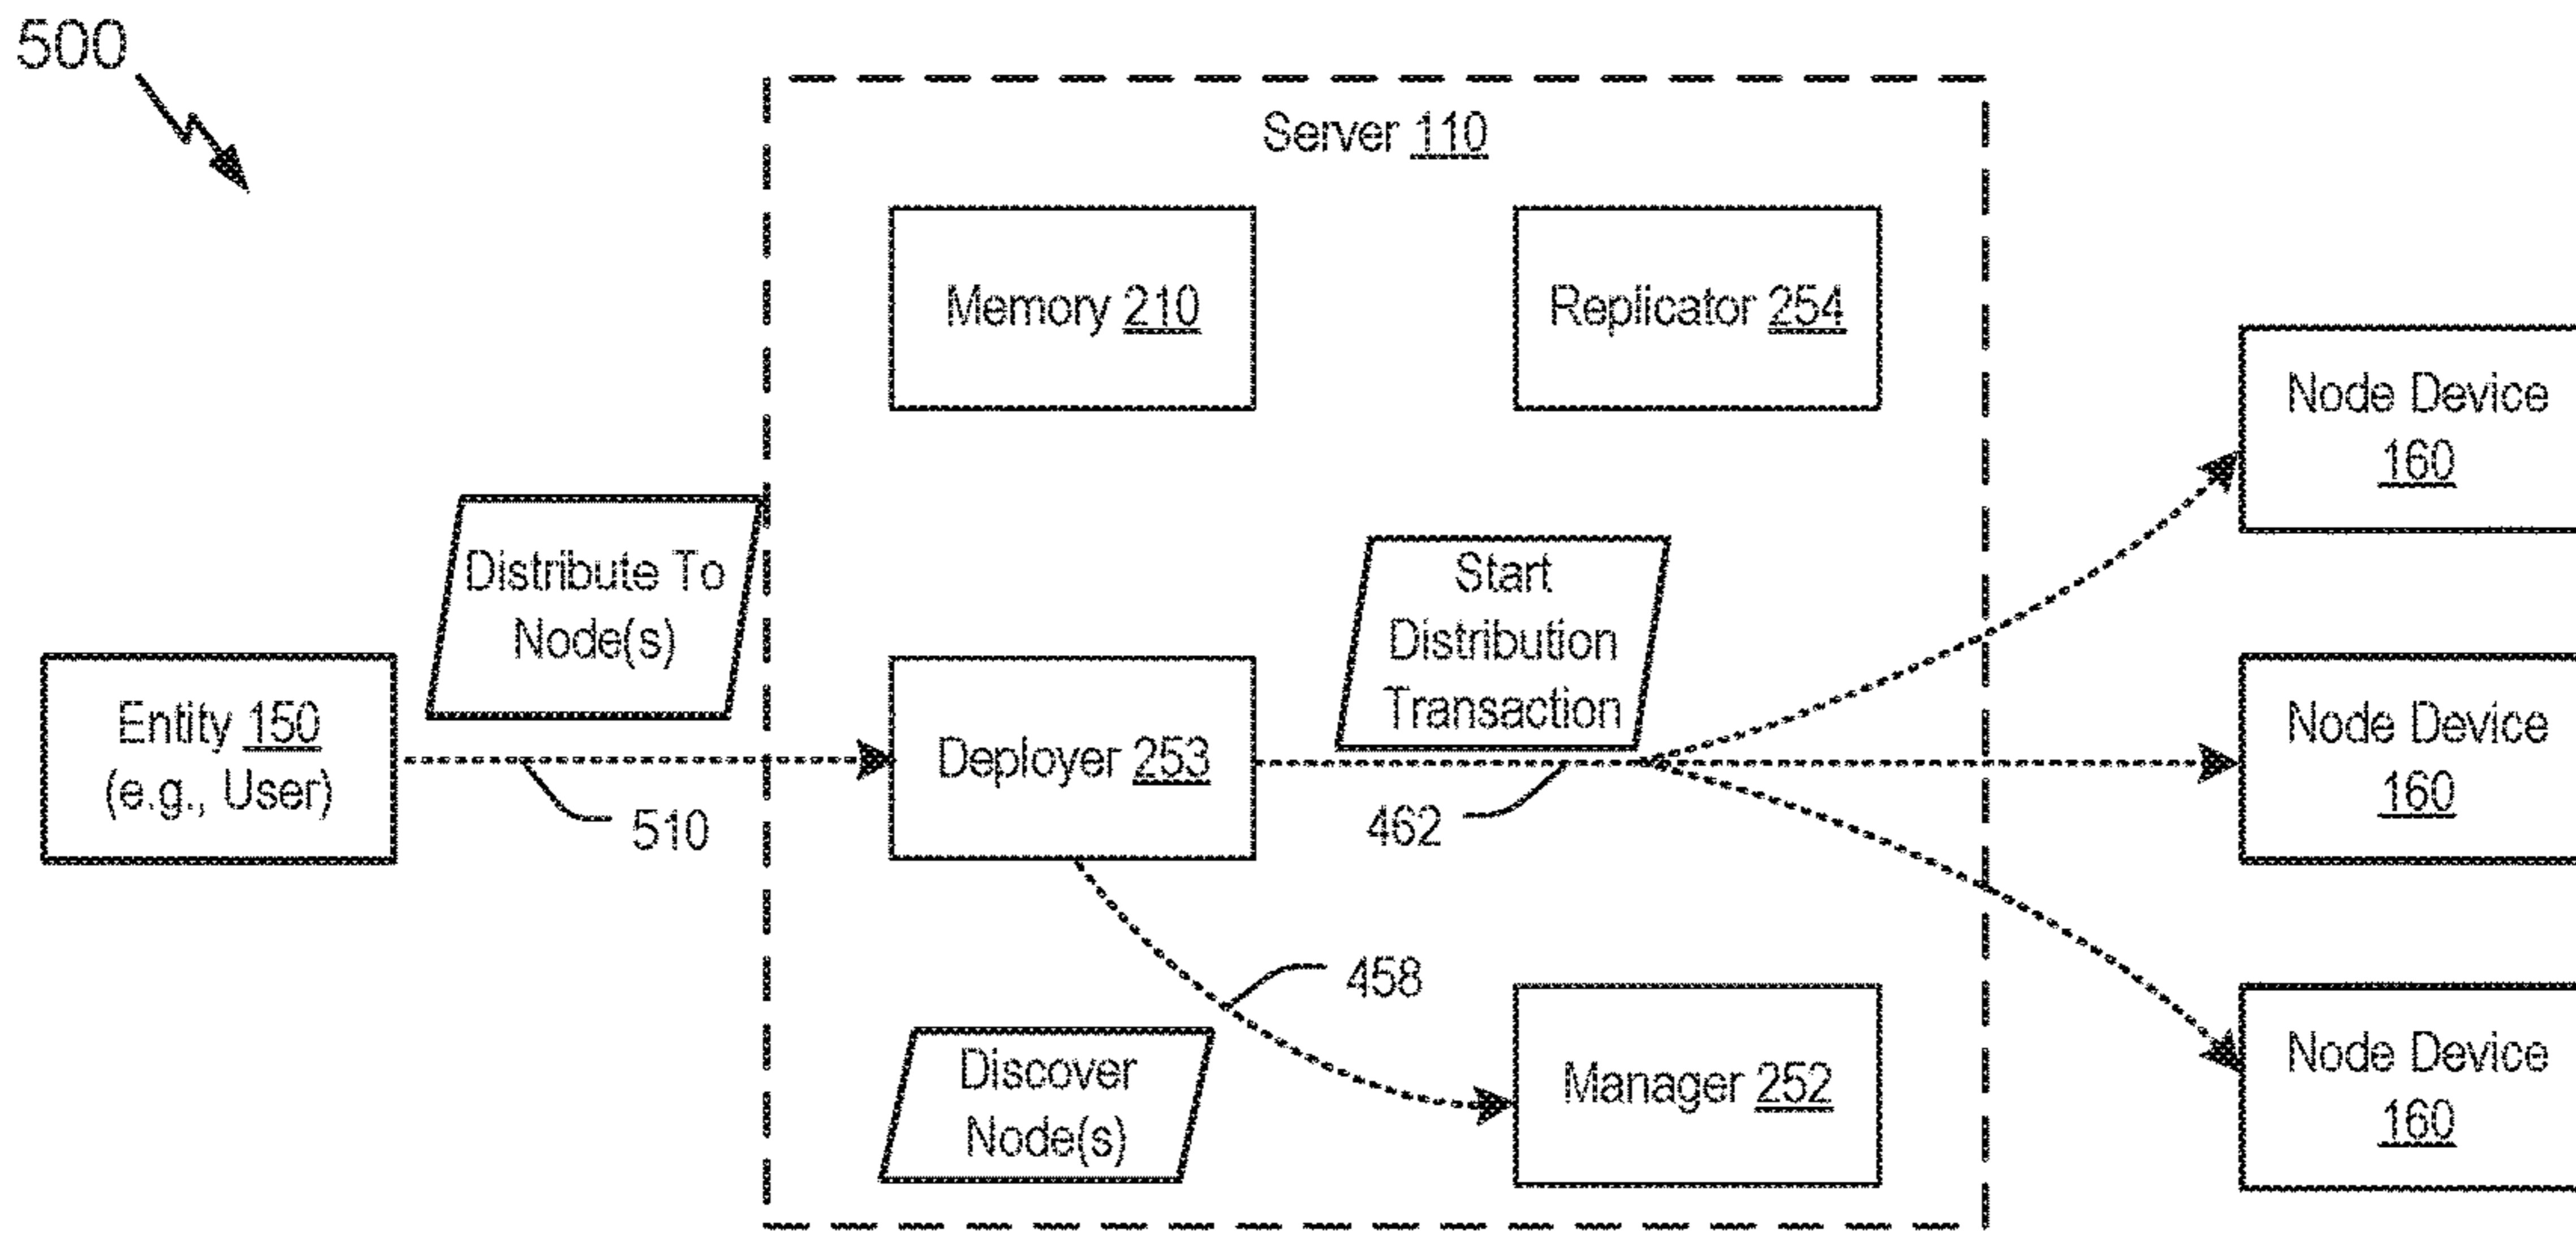 500
Server 110
Memory 210
Replicator 254
Node Device
160
Distribute To
Node(s)
Start
Distribution
Transaction
Entity 150
(e.g., User)
510
Deployer 253
462
Node Device
160
458
Discover
Node(s)
Manager 252
Node Device
160